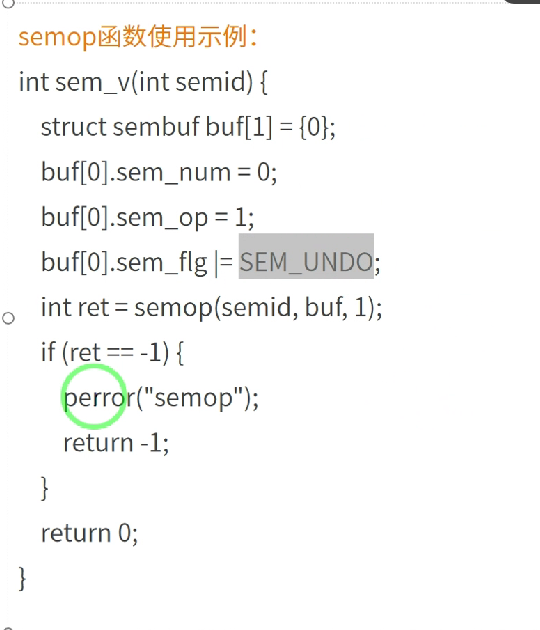 semop函数使用示例：
int sem_v(int semid) {
struct sembuf buf[1] = {0};
buf[0].sem_num = 0;
buf[0].sem_op = 1;
buf[0].sem_flg |= SEM_UNDO;
int ret = semop(semid, buf, 1);
if (ret == -1) {
perror("semop");
return -1;
}
return 0;
}